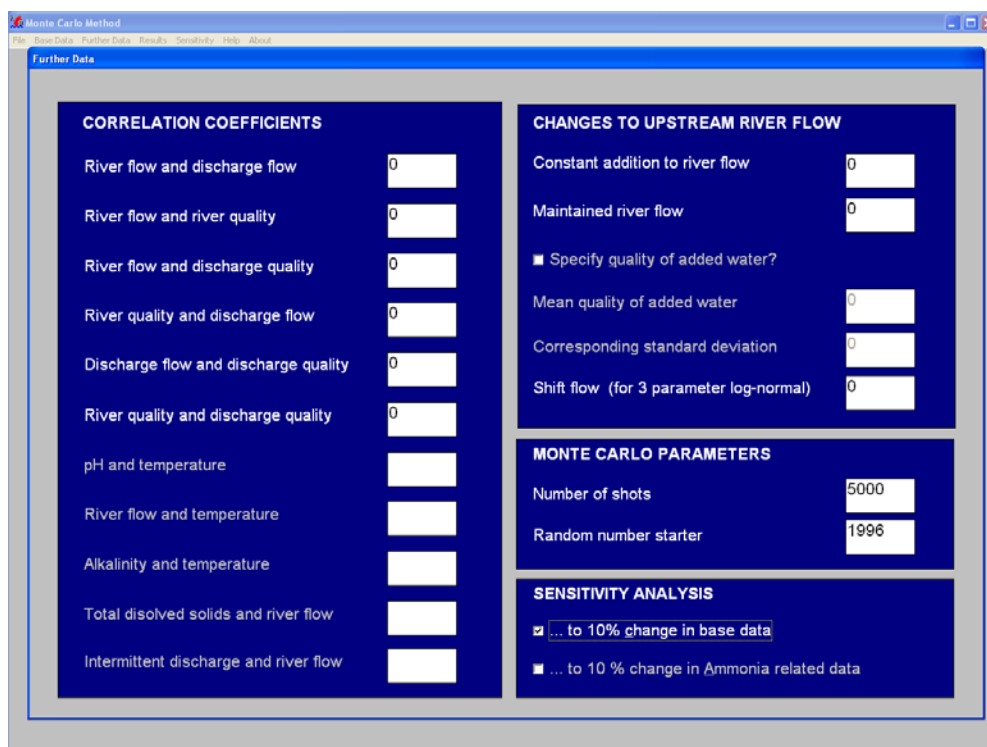 Monte Carlo Method
File Base Data Further Data Results Sensitivity Help About
Further Data
CORRELATION COEFFICIENTS
River flow and discharge flow 0
River flow and river quality 0
River flow and discharge quality 0
River quality and discharge flow 0
Discharge flow and discharge quality 0
River quality and discharge quality 0
pH and temperature
River flow and temperature
Alkalinity and temperature
Total disolved solids and river flow
Intermittent discharge and river flow
CHANGES TO UPSTREAM RIVER FLOW
Constant addition to river flow 0
Maintained river flow 0
Specify quality of added water?
Mean quality of added water 0
Corresponding standard deviation 0
Shift flow (for 3 parameter log-normal) 0
MONTE CARLO PARAMETERS
Number of shots 5000
Random number starter 1996
SENSITIVITY ANALYSIS
... to 10% change in base data
... to 10 % change in Ammonia related data